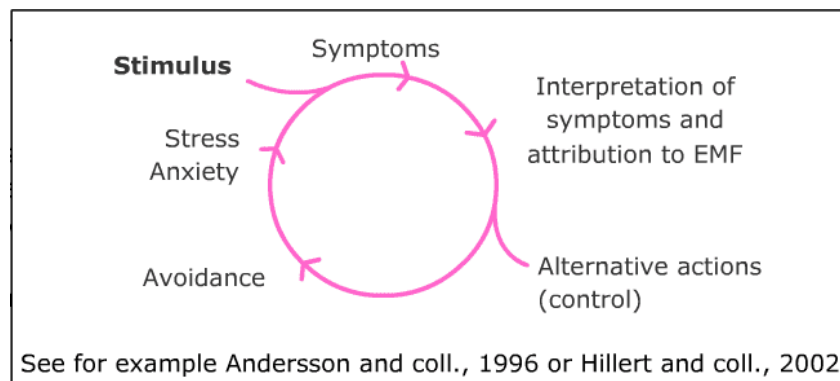 Symptoms
Stimulus
Interpretation of
symptoms and
attribution to EMF
Stress
Anxiety
Avoidance
Alternative actions
(control)
See for example Andersson and coll., 1996 or Hillert and coll., 2002